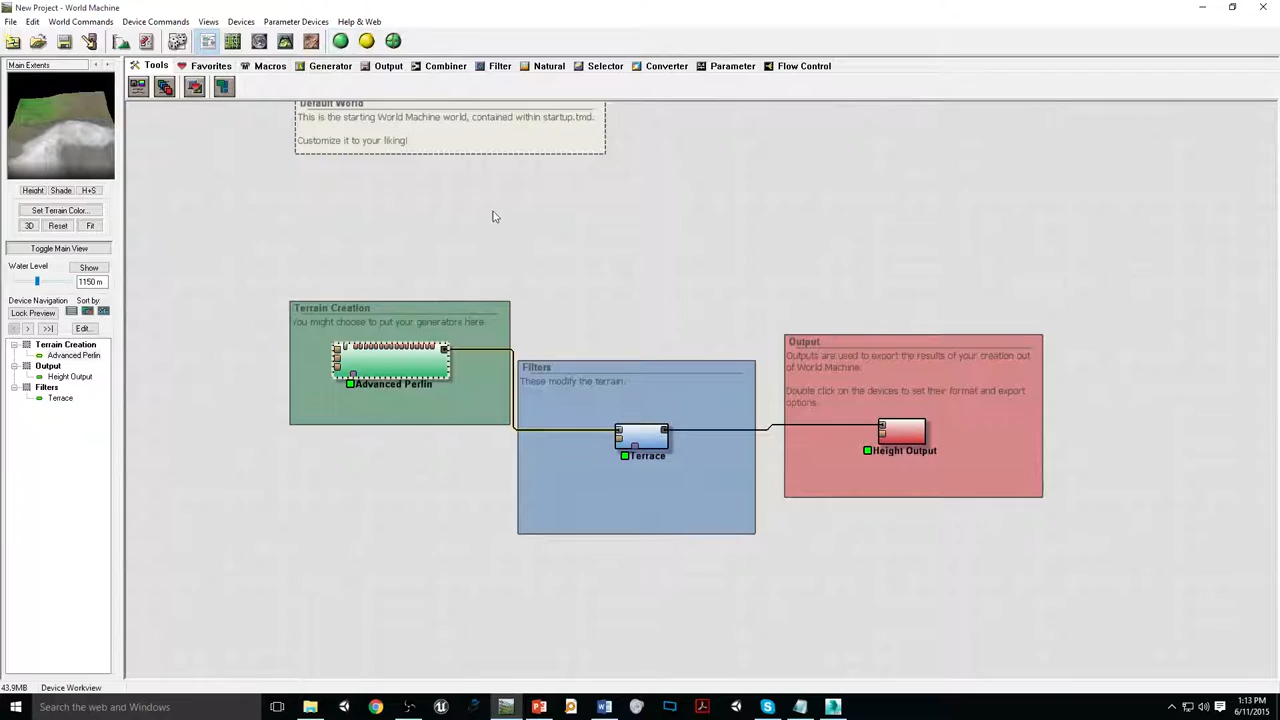 New Project - World Machine
File Edit World Commands Device Commands Views Devices Parameter Devices Help & Web
Main Extents
Tools Favorites Macros Generator Output Combiner Filter Natural Selector Converter Parameter Flow Control
Default World
This is the starting World Machine world, contained within startup.tmd.
Customize it to your liking!
Height Shade H+S
Set Terrain Color...
3D Reset Fit
Toggle Main View
Water Level Show
1150 m
Device Navigation Sort by:
Lock Preview
> >>| Edit...
Terrain Creation
Advanced Perlin
Output
Height Output
Filters
Terrace
Terrain Creation
You might choose to put your generators here.
Advanced Perlin
Filters
These modify the terrain.
Terrace
Output
Outputs are used to export the results of your creation out
of World Machine.
Double click on the devices to set their format and export
options.
Height Output
43.9MB Device Workview
Search the web and Windows
1:13 PM
6/11/2015